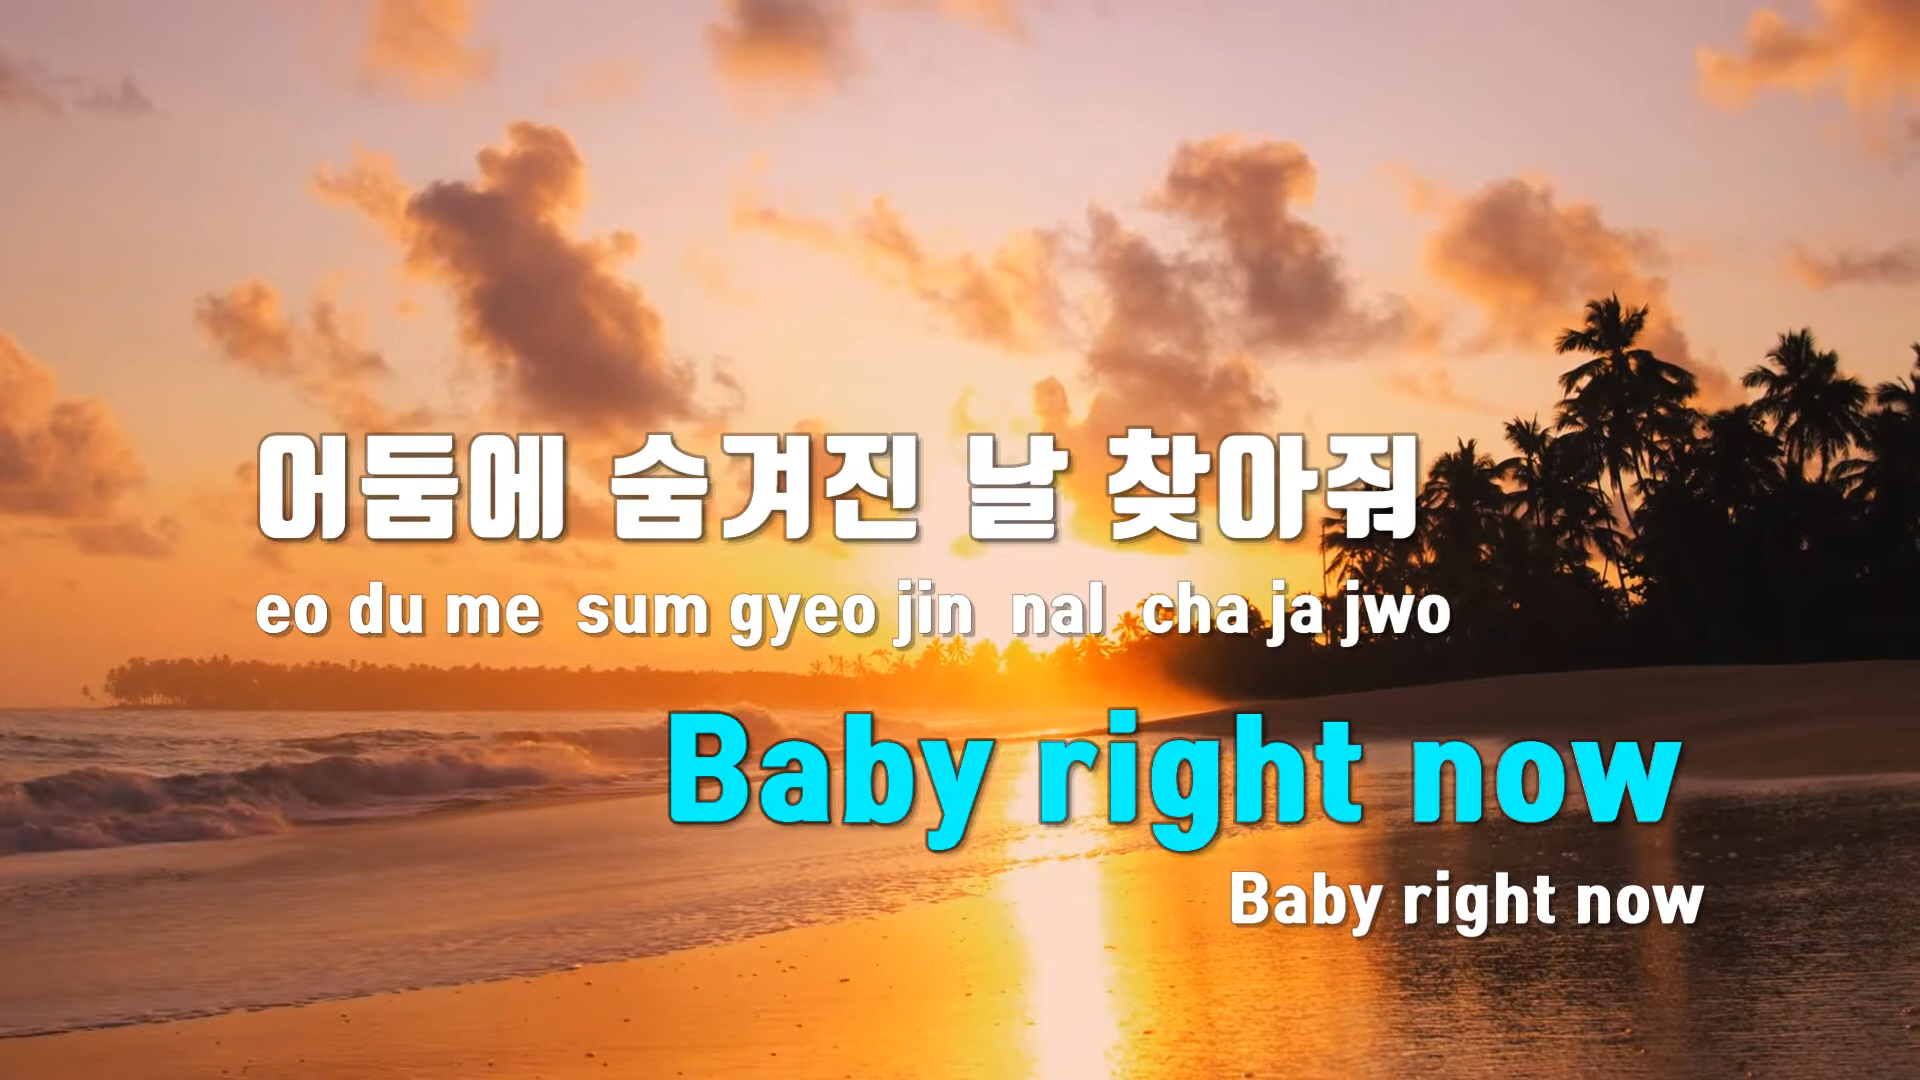 어둠에 숨겨진 날 찾아줘
eo du me sum gyeo jin nal cha ja jwo
Baby right now
Baby right now